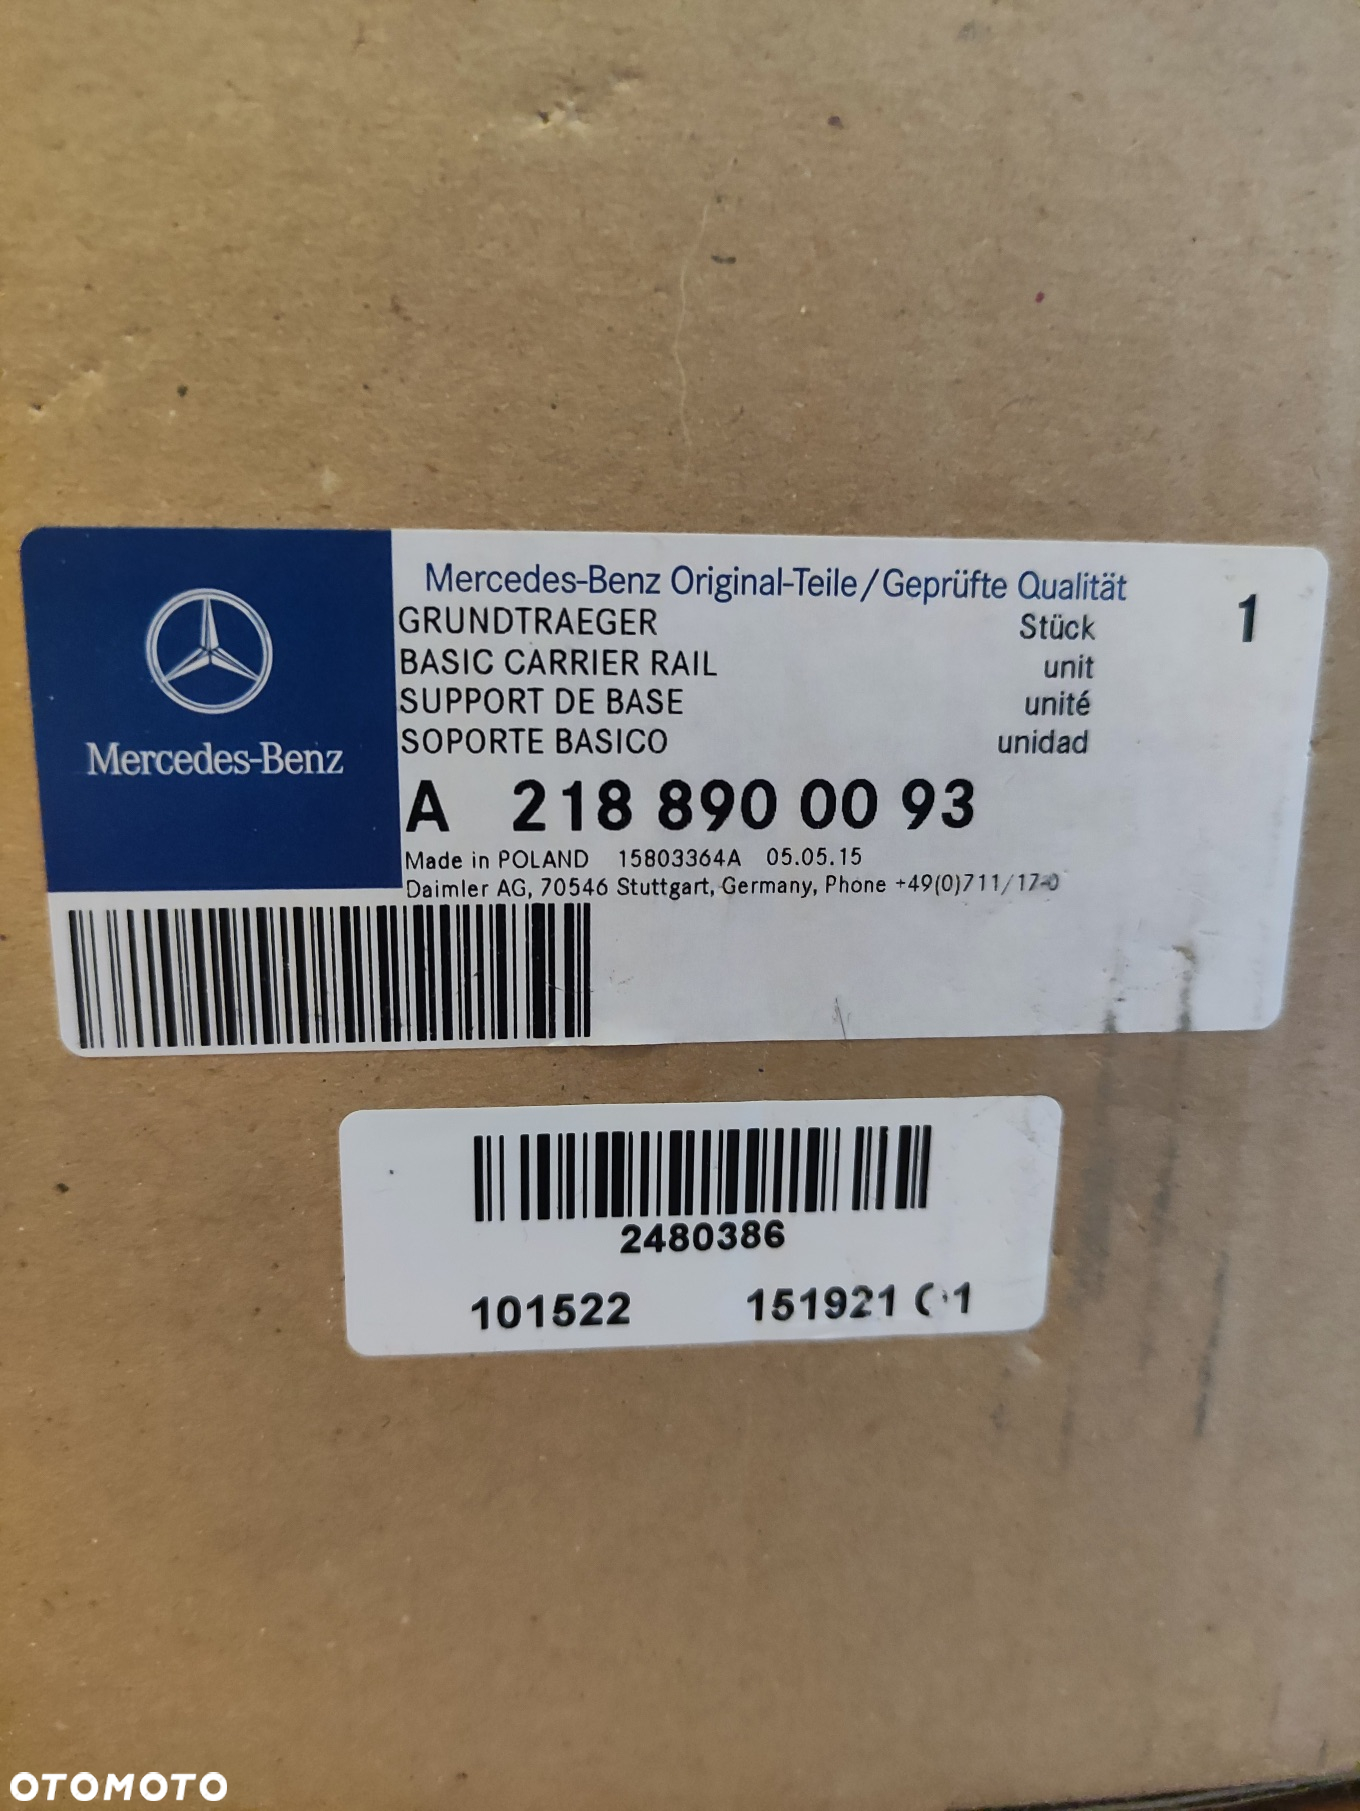 Mercedes-Benz Original-Teile/Geprüfte Qualität
GRUNDTRAEGER Stück 1
BASIC CARRIER RAIL unit
SUPPORT DE BASE unité
SOPORTE BASICO unidad
Mercedes-Benz
A 218 890 00 93
Made in POLAND 15803364A 05.05.15
Daimler AG, 70546 Stuttgart, Germany, Phone +49(0)711/17-0
2480386
101522 151921
OTOMOTO